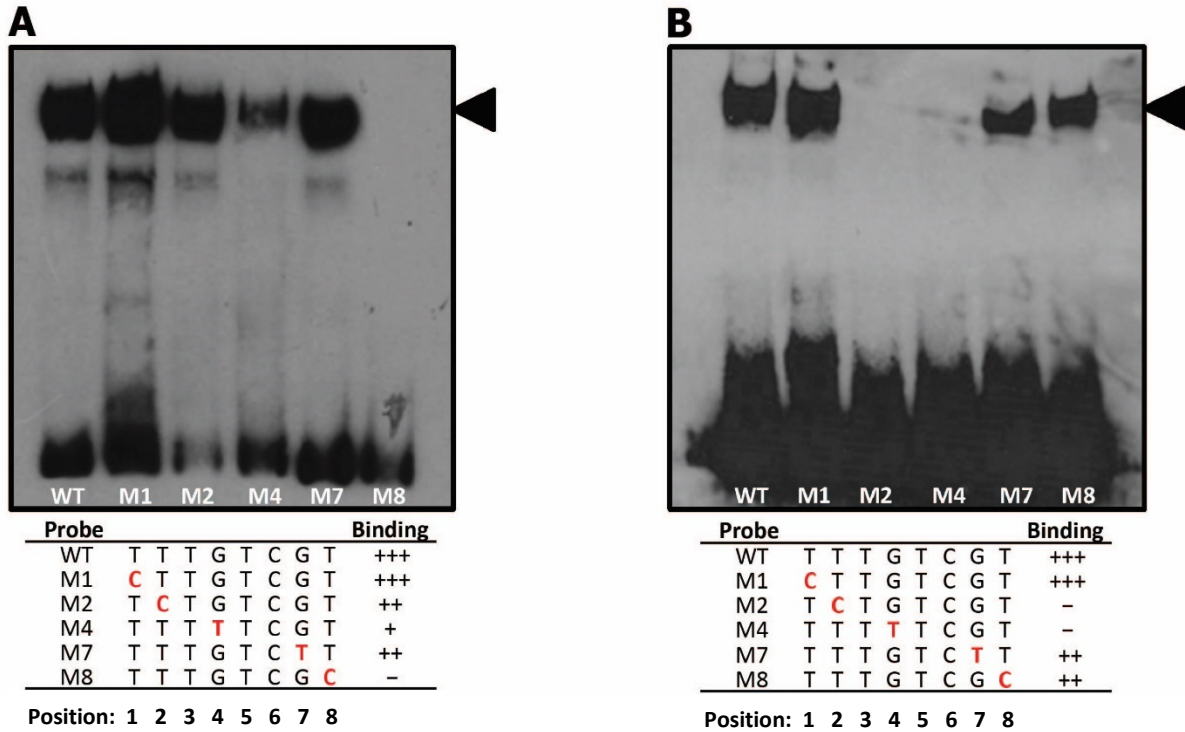 A
WT M1 M2 M4 M7 M8
Probe Binding
WT T T T G T C G T +++
M1 C T T G T C G T +++
M2 T C T G T C G T ++
M4 T T T T T C G T +
M7 T T T G T C T T ++
M8 T T T G T C G C –
Position: 1 2 3 4 5 6 7 8
B
WT M1 M2 M4 M7 M8
Probe Binding
WT T T T G T C G T +++
M1 C T T G T C G T +++
M2 T C T G T C G T –
M4 T T T T T C G T –
M7 T T T G T C T T ++
M8 T T T G T C G C ++
Position: 1 2 3 4 5 6 7 8